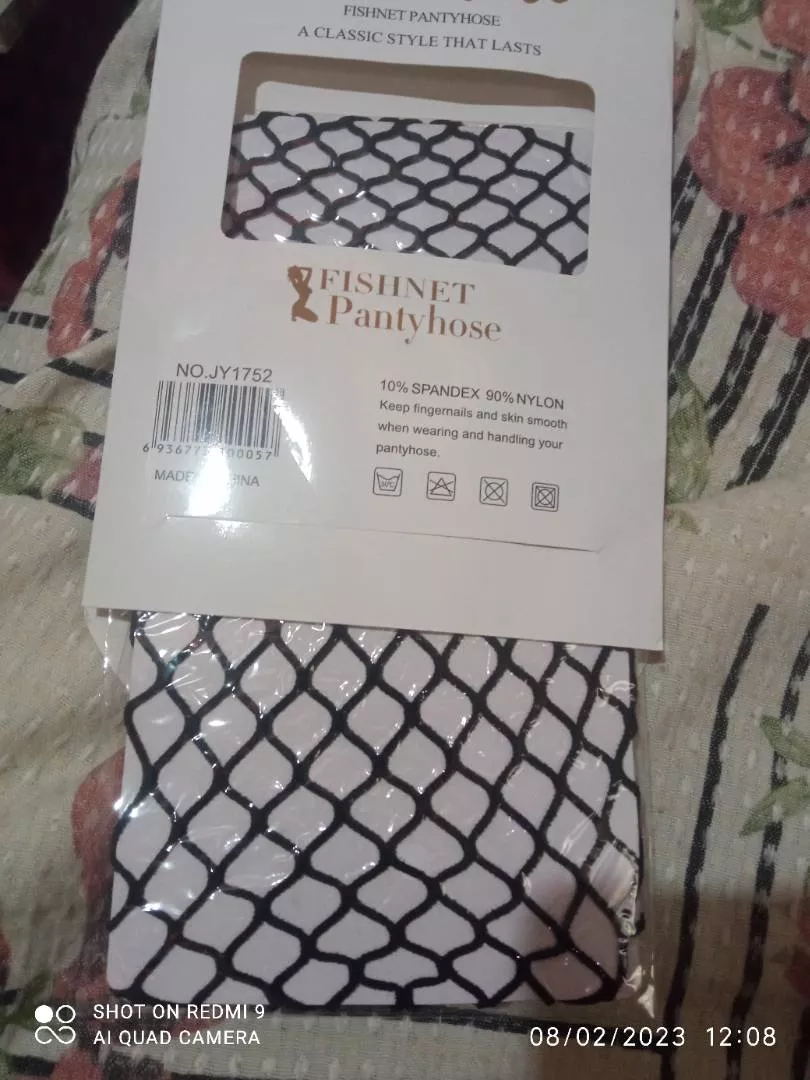 FISHNET PANTYHOSE
A CLASSIC STYLE THAT LASTS
FISHNET
Pantyhose
NO.JY1752
MADE
10% SPANDEX 90% NYLON
Keep fingernails and skin smooth
when wearing and handling your
pantyhose.
SHOT ON REDMI 9
AI QUAD CAMERA
08/02/2023 12:08